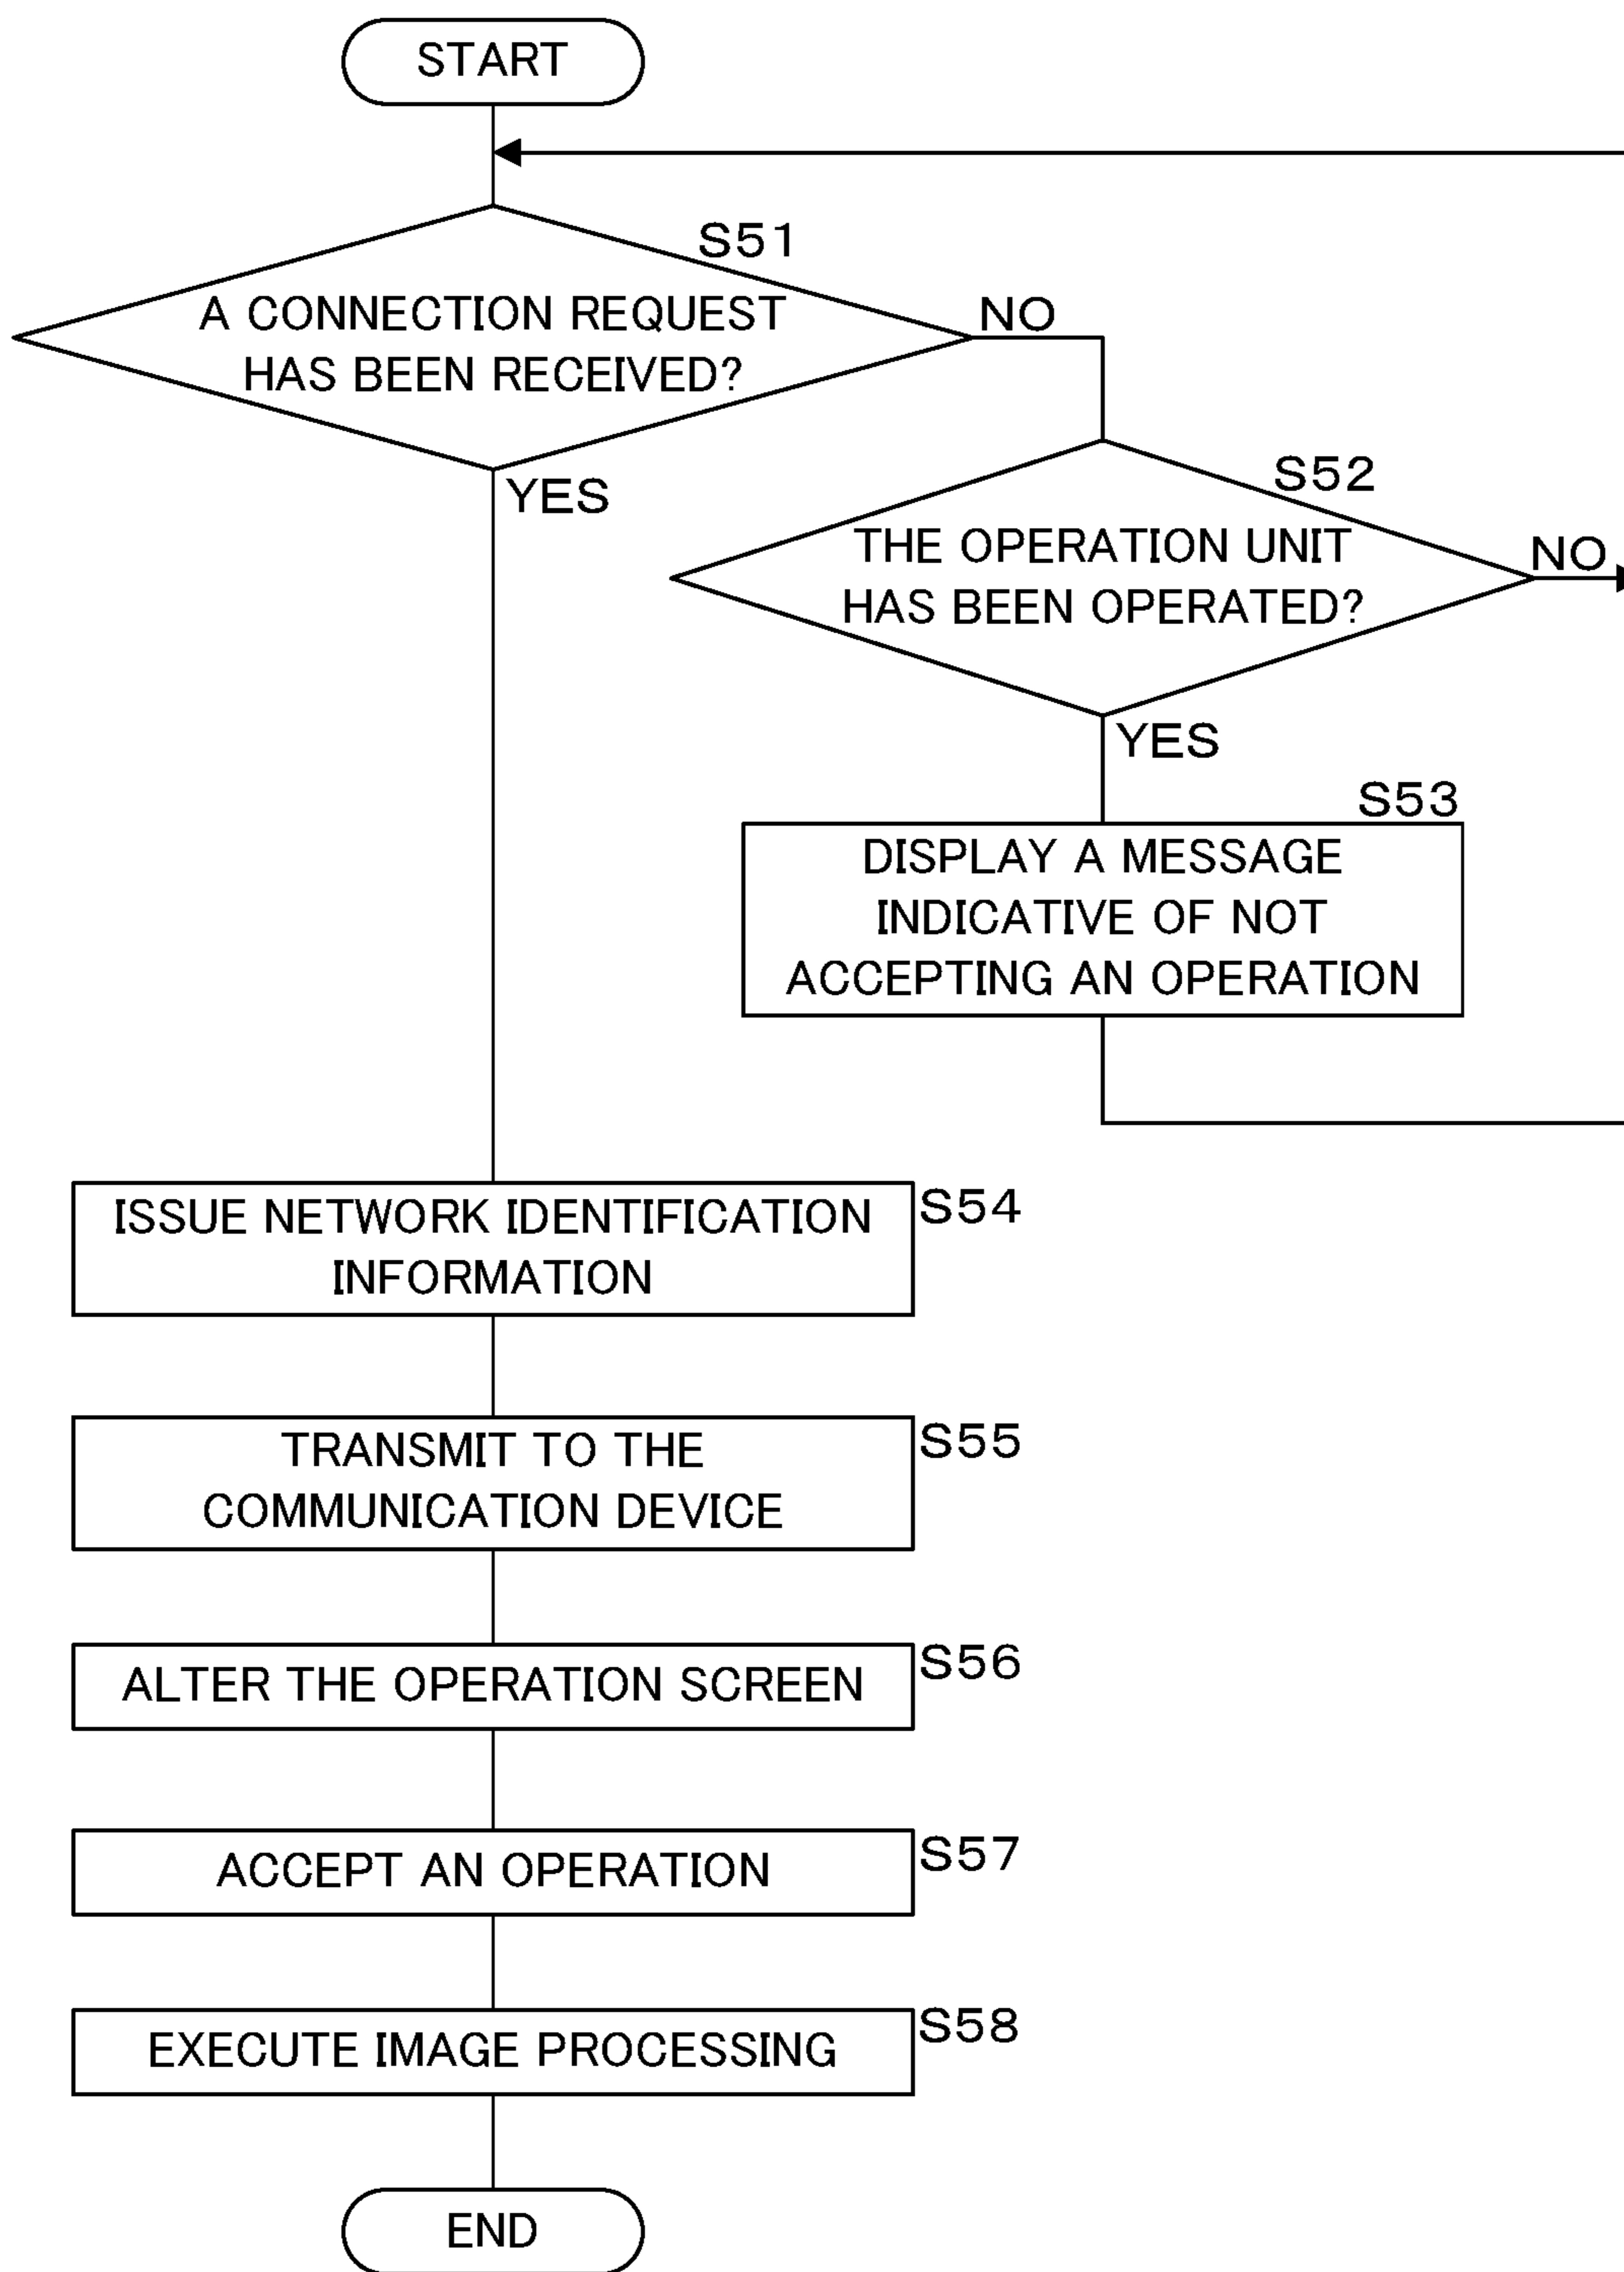 START
S51
A CONNECTION REQUEST
HAS BEEN RECEIVED?
NO
YES
S52
THE OPERATION UNIT
HAS BEEN OPERATED?
NO
YES
S53
DISPLAY A MESSAGE
INDICATIVE OF NOT
ACCEPTING AN OPERATION
ISSUE NETWORK IDENTIFICATION
INFORMATION
S54
TRANSMIT TO THE
COMMUNICATION DEVICE
S55
ALTER THE OPERATION SCREEN
S56
ACCEPT AN OPERATION
S57
EXECUTE IMAGE PROCESSING
S58
END